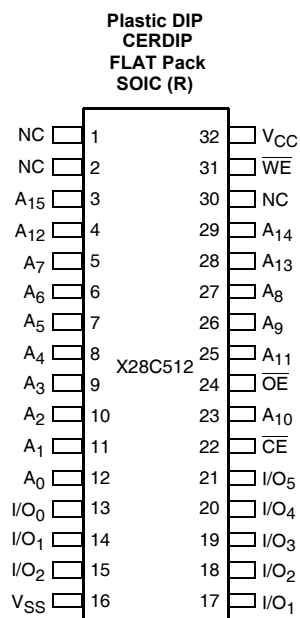 Plastic DIP
CERDIP
FLAT Pack
SOIC (R)
NC 1 32 VCC
NC 2 31 WE
A15 3 30 NC
A12 4 29 A14
A7 5 28 A13
A6 6 27 A8
A5 7 26 A9
A4 8 25 A11
X28C512
A3 9 24 OE
A2 10 23 A10
A1 11 22 CE
A0 12 21 I/O5
I/O0 13 20 I/O4
I/O1 14 19 I/O3
I/O2 15 18 I/O2
VSS 16 17 I/O1